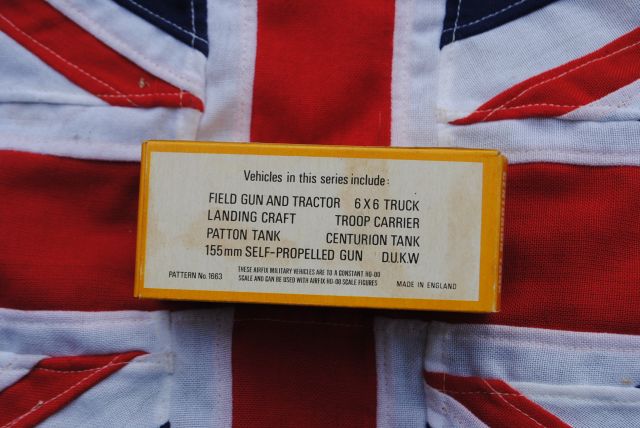 Vehicles in this series include:
FIELD GUN AND TRACTOR 6 X 6 TRUCK
LANDING CRAFT TROOP CARRIER
PATTON TANK CENTURION TANK
155mm SELF-PROPELLED GUN D.U.K.W
PATTERN No. 1663
THESE AIRFIX MILITARY VEHICLES ARE TO A CONSTANT HO-OO
SCALE AND CAN BE USED WITH AIRFIX HO-OO SCALE FIGURES
MADE IN ENGLAND